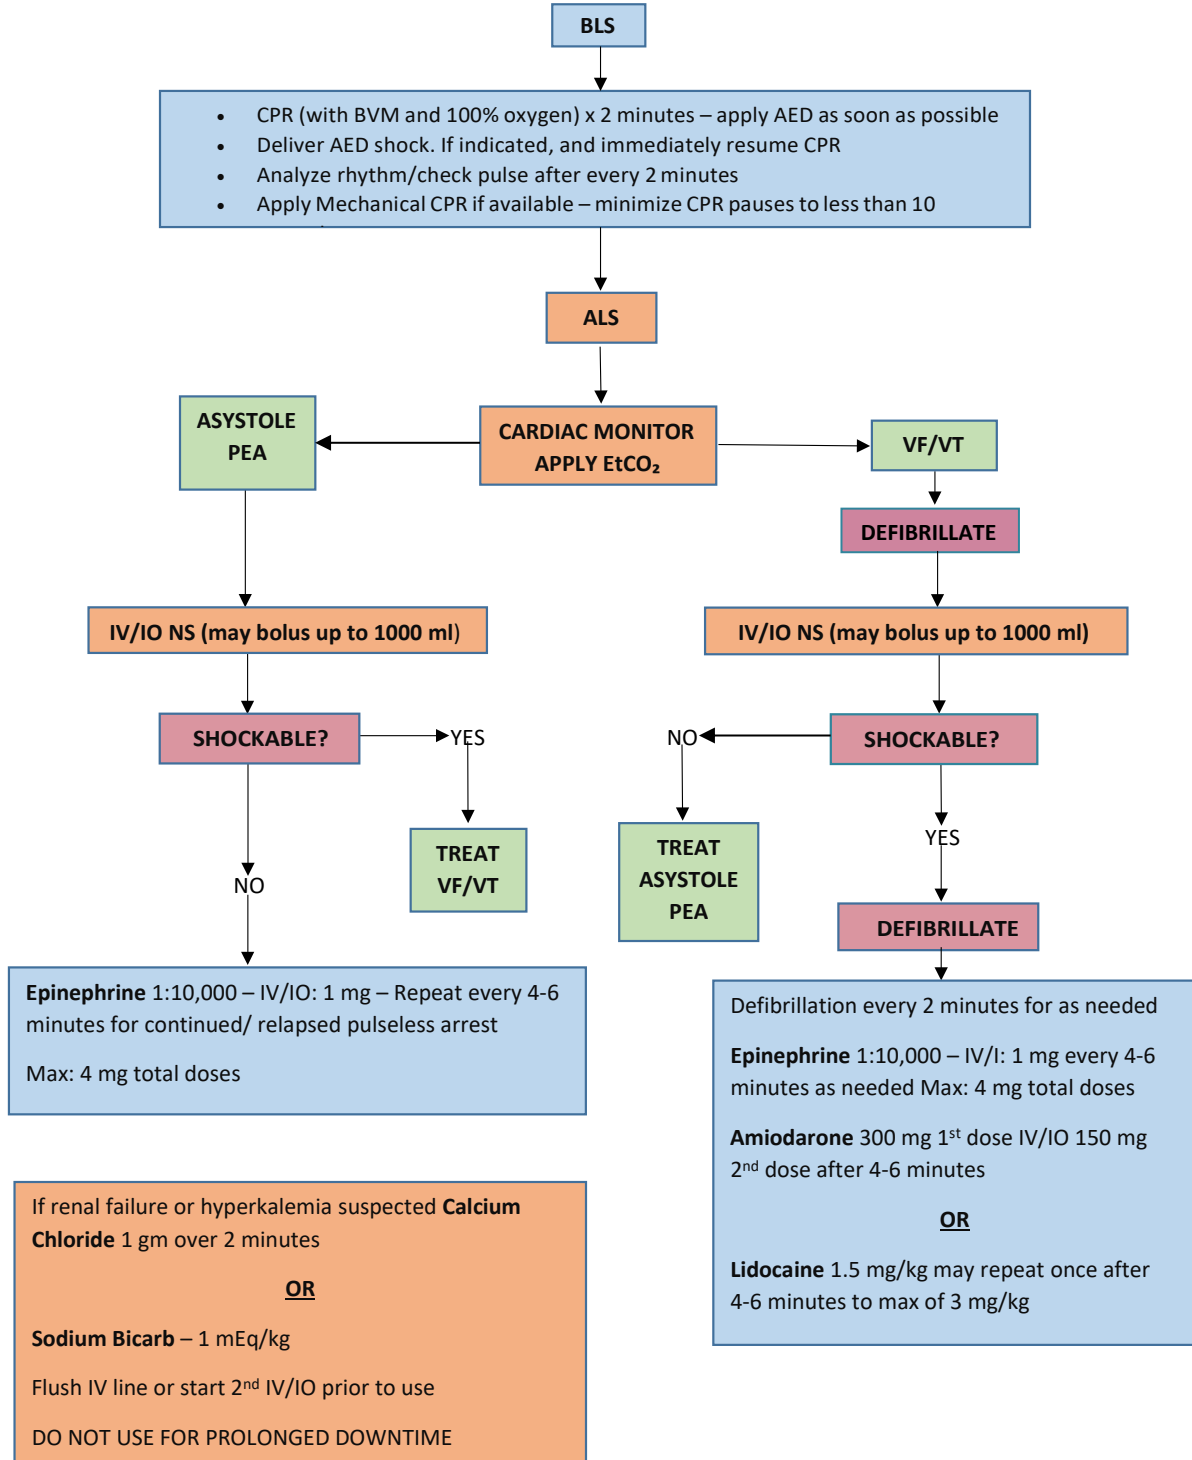 BLS
• CPR (with BVM and 100% oxygen) x 2 minutes – apply AED as soon as possible
• Deliver AED shock. If indicated, and immediately resume CPR
• Analyze rhythm/check pulse after every 2 minutes
• Apply Mechanical CPR if available – minimize CPR pauses to less than 10
ALS
CARDIAC MONITOR
APPLY EtCO₂
ASYSTOLE
PEA
IV/IO NS (may bolus up to 1000 ml)
SHOCKABLE?
YES
TREAT
VF/VT
NO
Epinephrine 1:10,000 – IV/IO: 1 mg – Repeat every 4-6
minutes for continued/ relapsed pulseless arrest
Max: 4 mg total doses
If renal failure or hyperkalemia suspected Calcium
Chloride 1 gm over 2 minutes
OR
Sodium Bicarb – 1 mEq/kg
Flush IV line or start 2nd IV/IO prior to use
DO NOT USE FOR PROLONGED DOWNTIME
VF/VT
DEFIBRILLATE
IV/IO NS (may bolus up to 1000 ml)
SHOCKABLE?
NO
TREAT
ASYSTOLE
PEA
YES
DEFIBRILLATE
Defibrillation every 2 minutes for as needed
Epinephrine 1:10,000 – IV/I: 1 mg every 4-6
minutes as needed Max: 4 mg total doses
Amiodarone 300 mg 1st dose IV/IO 150 mg
2nd dose after 4-6 minutes
OR
Lidocaine 1.5 mg/kg may repeat once after
4-6 minutes to max of 3 mg/kg